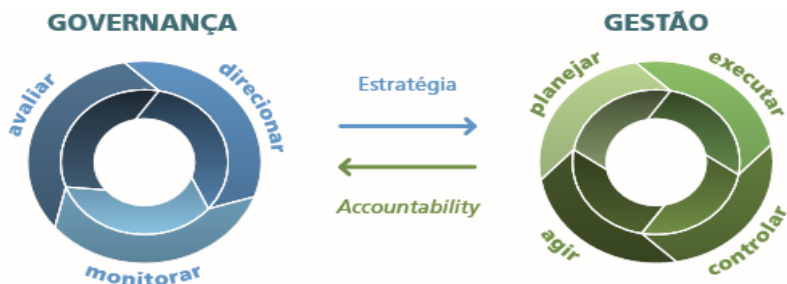 GOVERNANÇA
avaliar
direcionar
monitorar
Estratégia
Accountability
GESTÃO
planejar
executar
controlar
agir